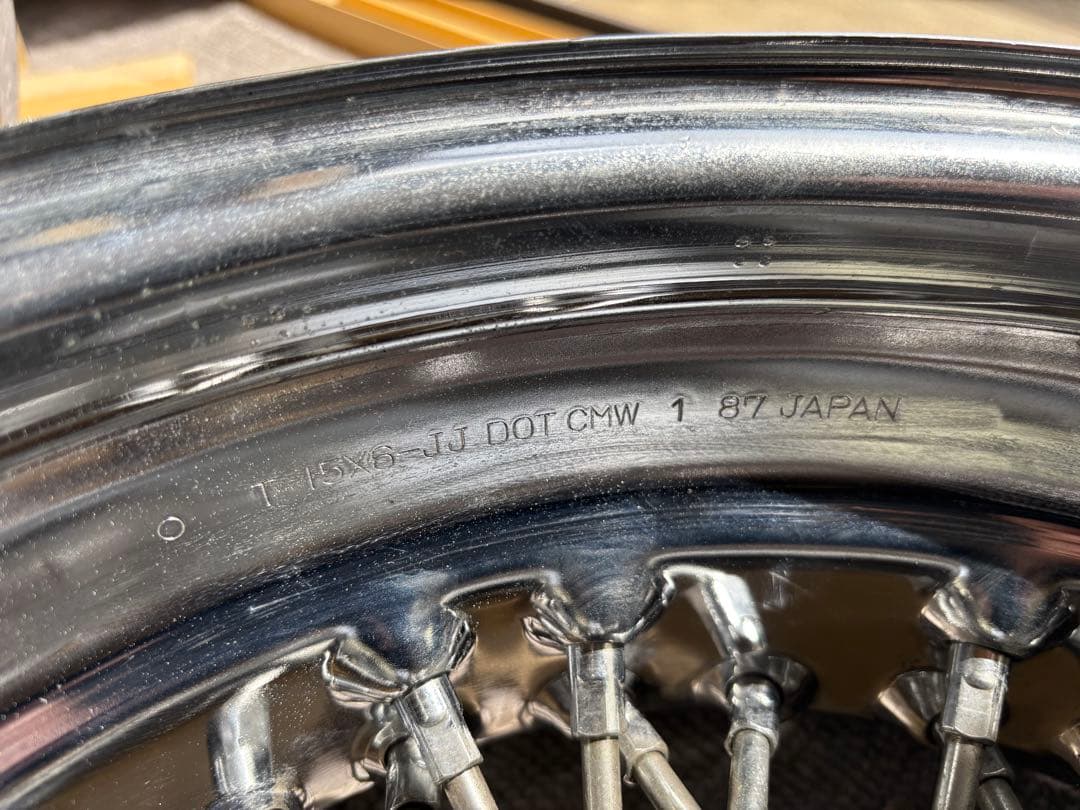 T 15X6-JJ DOT CMW 1 87 JAPAN